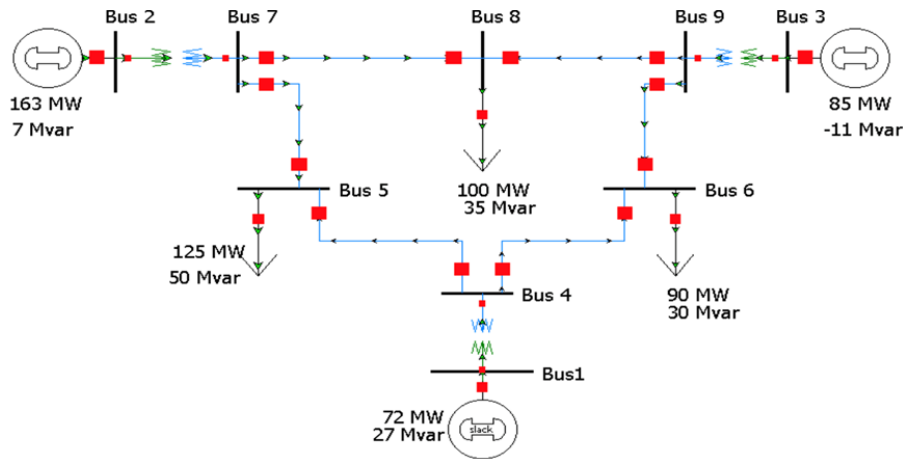 Bus 2
Bus 7
Bus 8
Bus 9
Bus 3
163 MW
7 Mvar
85 MW
-11 Mvar
Bus 5
100 MW
35 Mvar
Bus 6
125 MW
50 Mvar
Bus 4
90 MW
30 Mvar
Bus1
72 MW
27 Mvar
slack